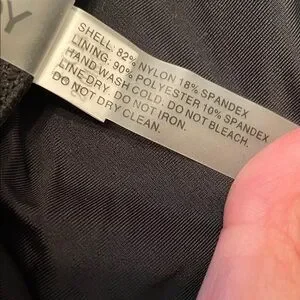 Y
SHELL: 82% NYLON 18% SPANDEX
LINING: 90% POLYESTER 10% SPANDEX
HAND WASH COLD. DO NOT BLEACH.
LINE DRY. DO NOT IRON.
DO NOT DRY CLEAN.